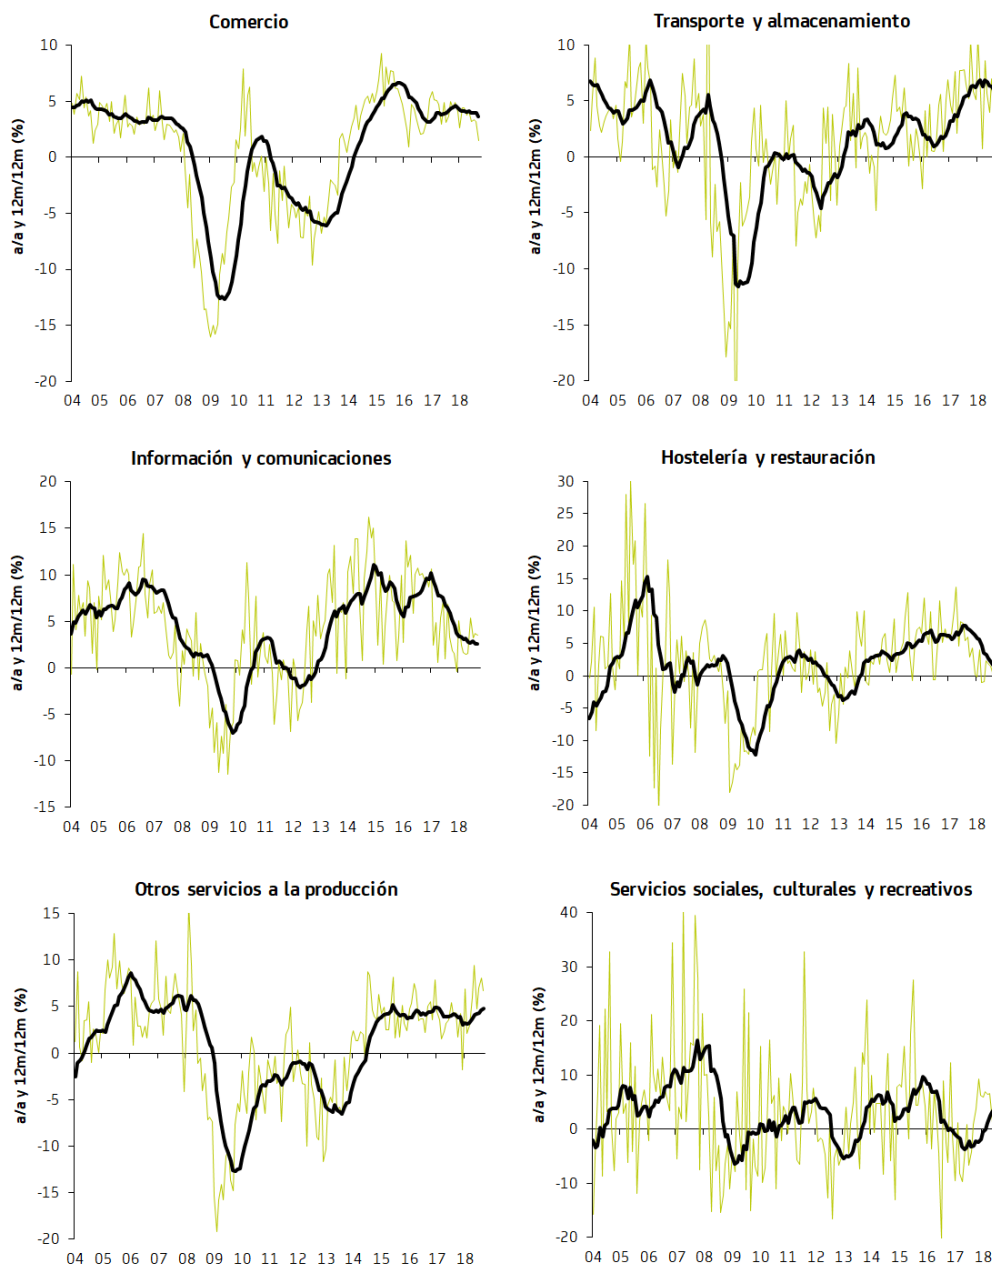 Comercio
a/a y 12m/12m (%)
10
5
0
-5
-10
-15
-20
04 05 06 07 08 09 10 11 12 13 14 15 16 17 18
Transporte y almacenamiento
a/a y 12m/12m (%)
10
5
0
-5
-10
-15
-20
04 05 06 07 08 09 10 11 12 13 14 15 16 17 18
Información y comunicaciones
a/a y 12m/12m (%)
20
15
10
5
0
-5
-10
-15
04 05 06 07 08 09 10 11 12 13 14 15 16 17 18
Hostelería y restauración
a/a y 12m/12m (%)
30
25
20
15
10
5
0
-5
-10
-15
-20
04 05 06 07 08 09 10 11 12 13 14 15 16 17 18
Otros servicios a la producción
a/a y 12m/12m (%)
15
10
5
0
-5
-10
-15
-20
04 05 06 07 08 09 10 11 12 13 14 15 16 17 18
Servicios sociales, culturales y recreativos
a/a y 12m/12m (%)
40
30
20
10
0
-10
-20
04 05 06 07 08 09 10 11 12 13 14 15 16 17 18